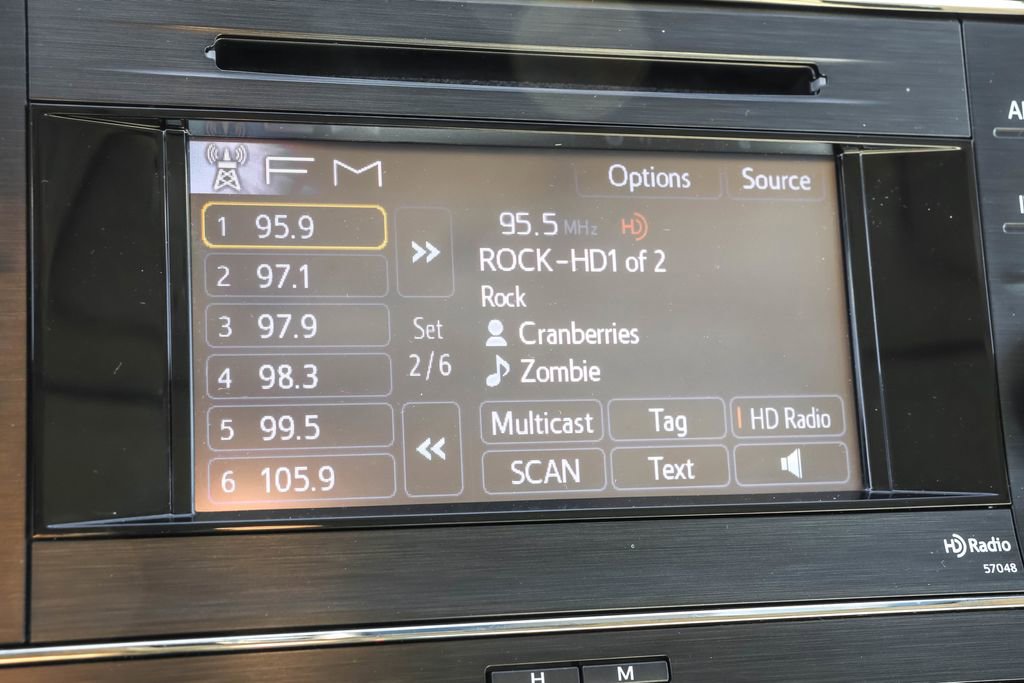 FM
Options
Source
1 95.9
2 97.1
3 97.9
4 98.3
5 99.5
6 105.9
»
Set
2/6
«
95.5 MHz HD
ROCK-HD1 of 2
Rock
Cranberries
Zombie
Multicast
Tag
HD Radio
SCAN
Text
HD Radio
57048
H
M